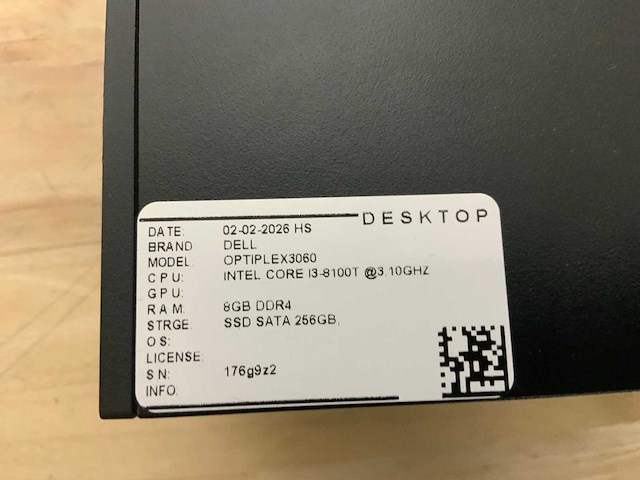 DESKTOP
DATE: 02-02-2026 HS
BRAND DELL
MODEL OPTIPLEX3060
CPU: INTEL CORE I3-8100T @3.10GHZ
GPU:
RAM: 8GB DDR4
STRGE SSD SATA 256GB,
OS:
LICENSE:
SN: 176g9z2
INFO: